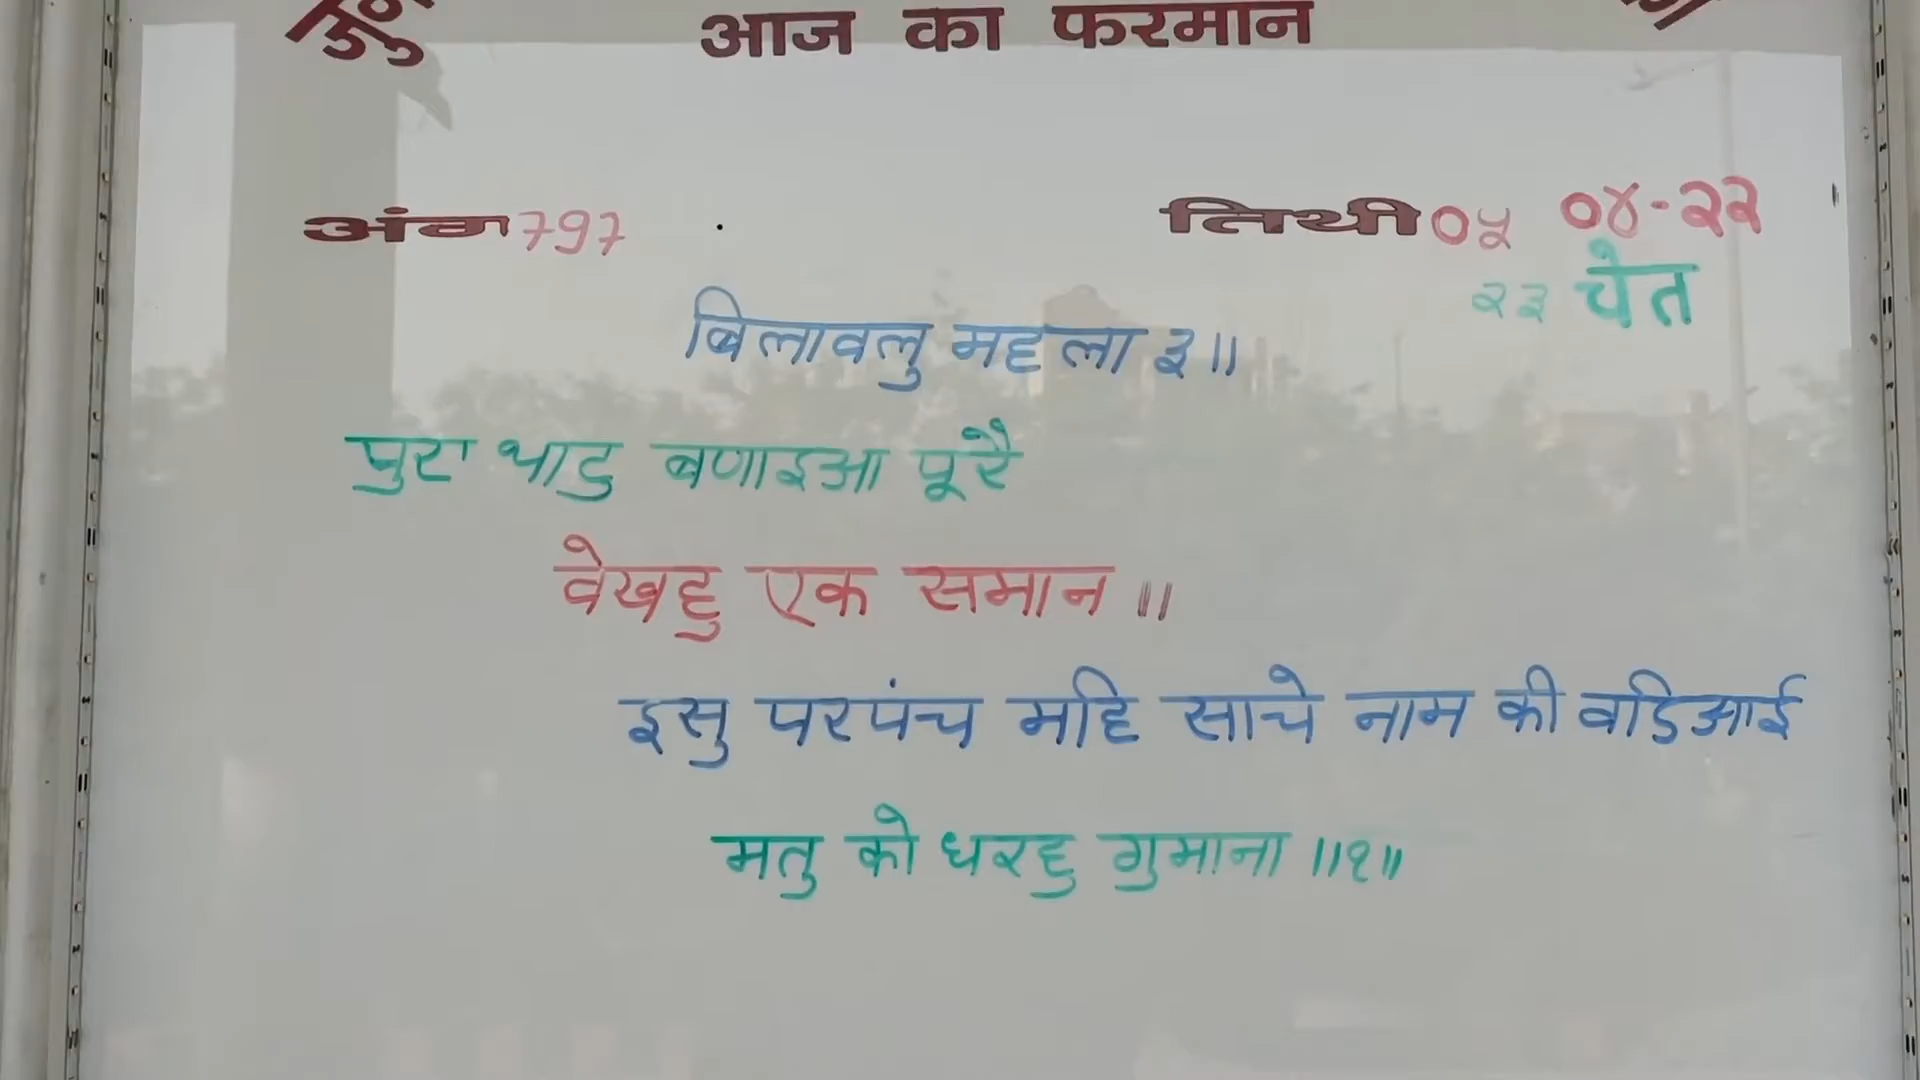 आज का फरमान
अंग 797 तिथी ०५ ०४-२२
२३ चेत
बिलावलु महला ३॥
पुरा थाटु बणाइआ पूरै
वेखहु एक समान॥
इसु परपंच महि साचे नाम की वडिआई
मतु को धरहु गुमाना॥१॥